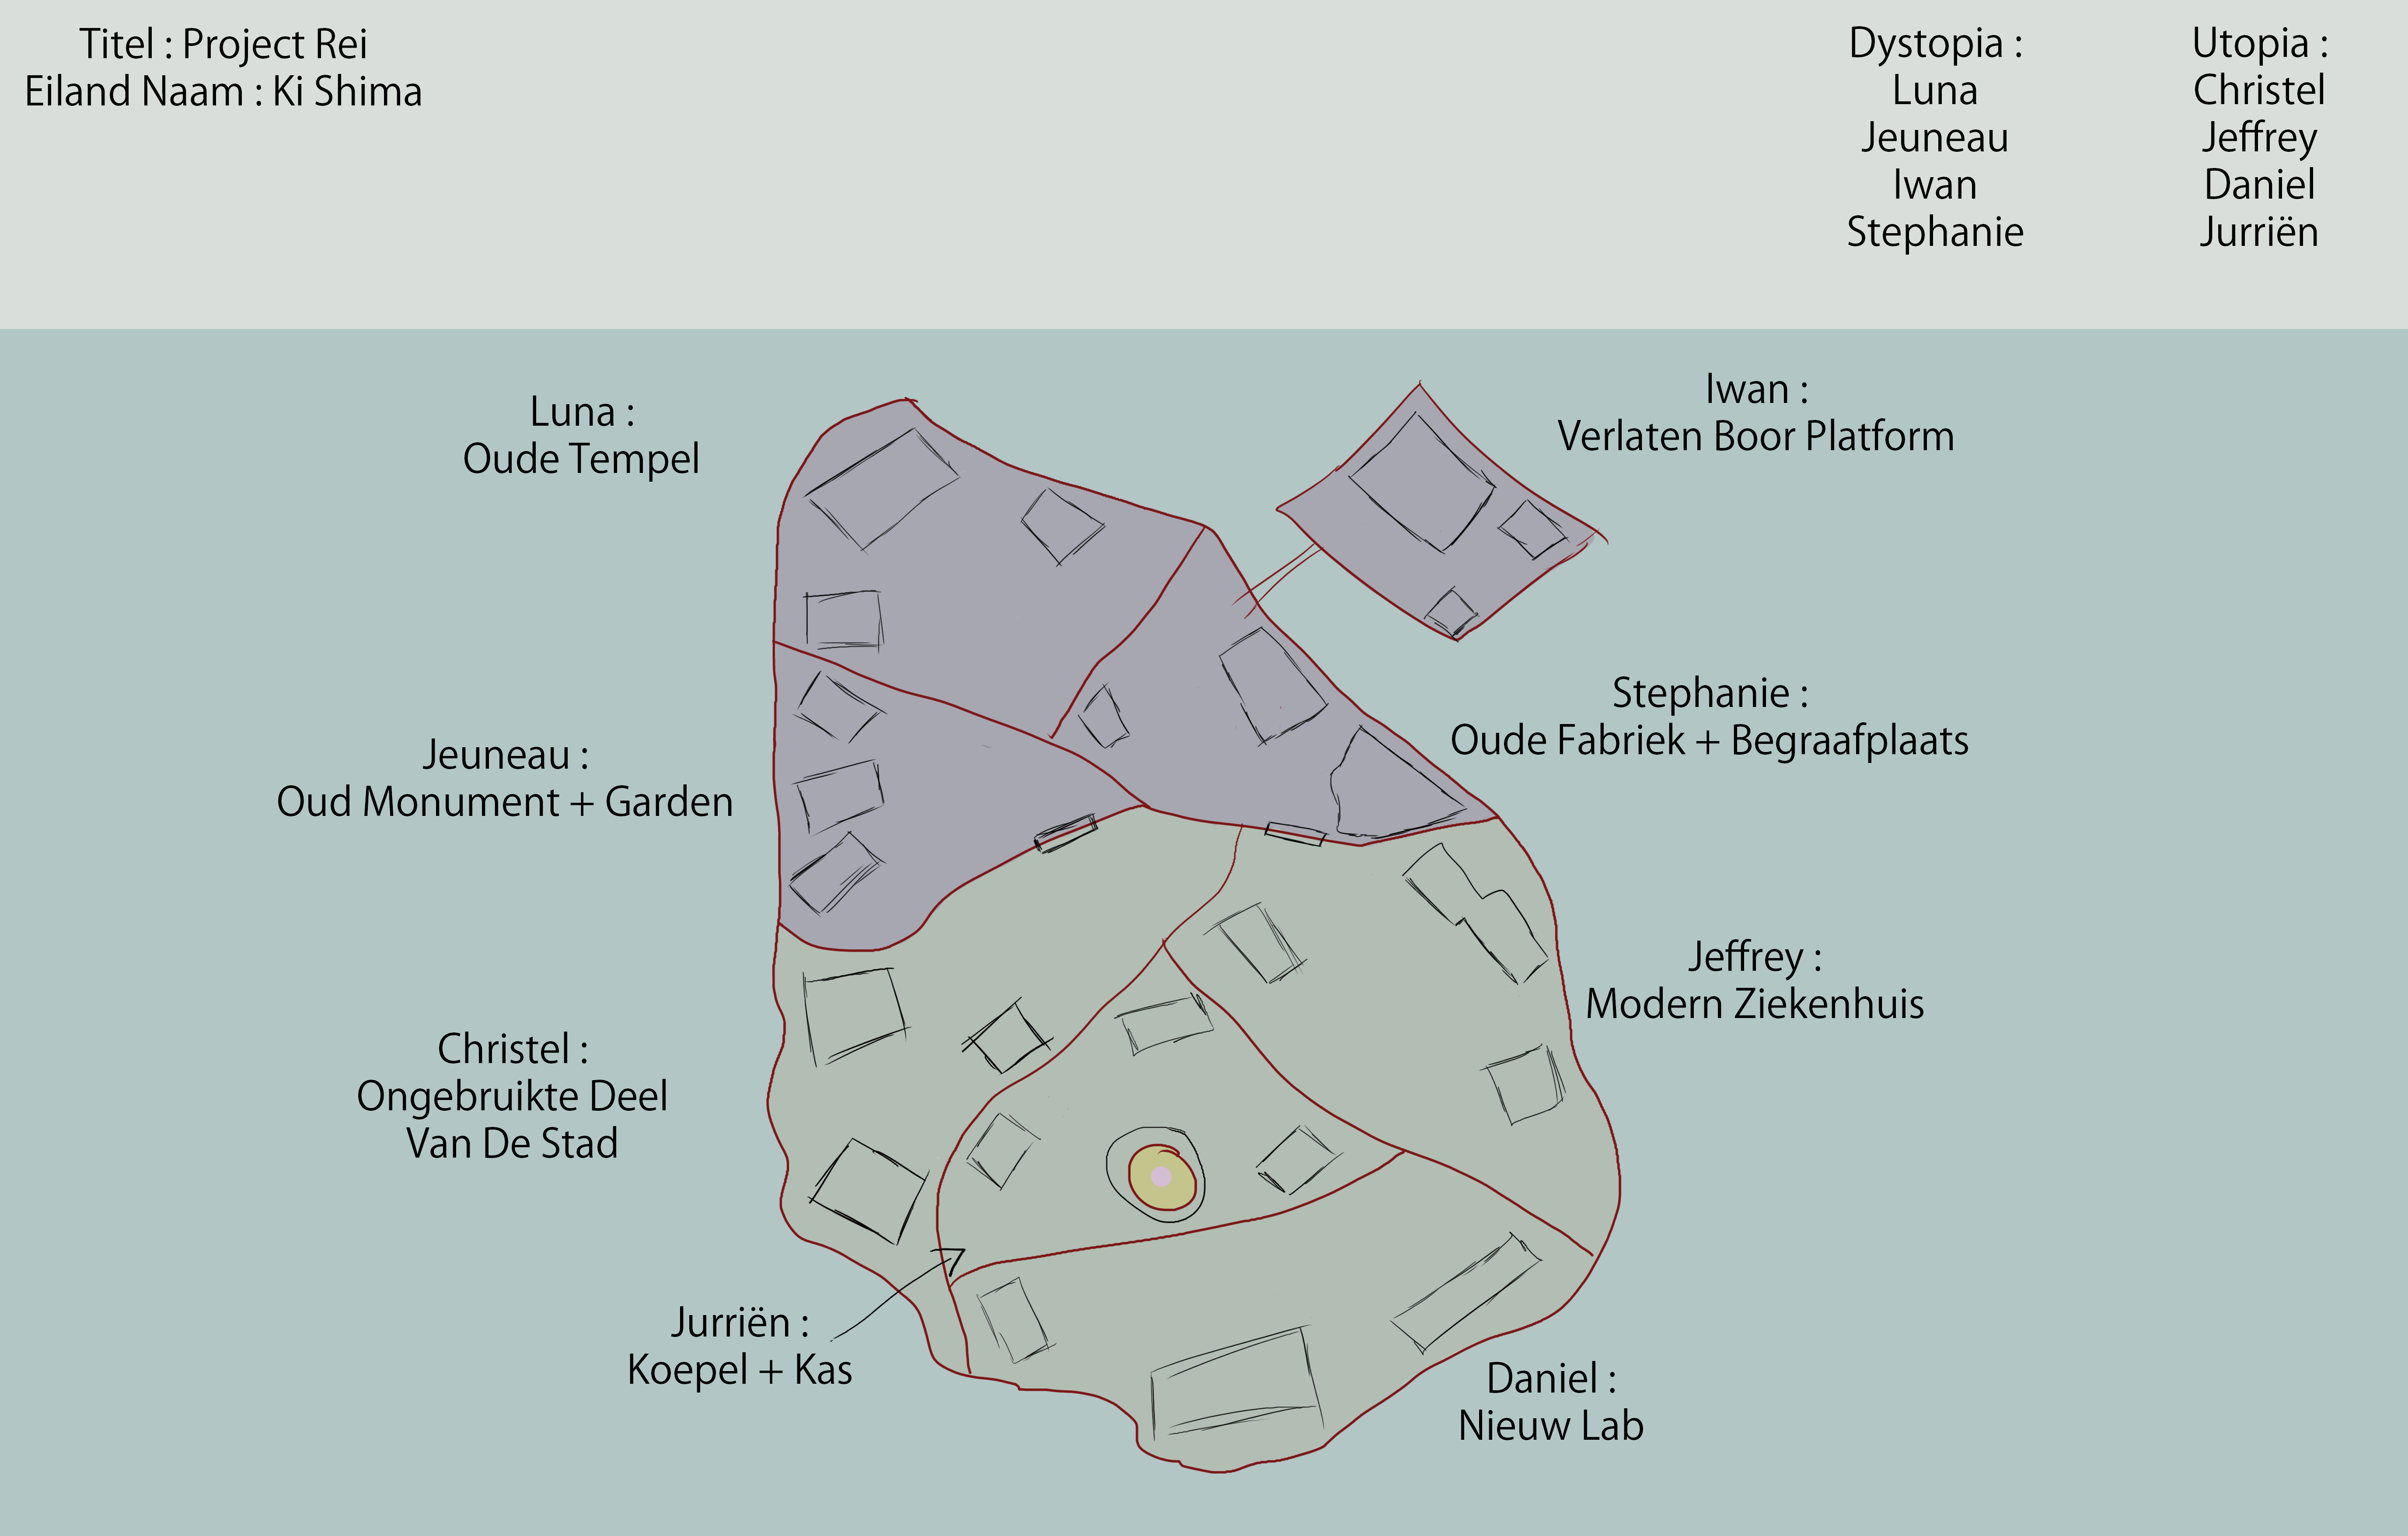 Titel : Project Rei
Eiland Naam : Ki Shima
Dystopia :
Luna
Jeuneau
Iwan
Stephanie
Utopia :
Christel
Jeffrey
Daniel
Jurriën
Luna :
Oude Tempel
Iwan :
Verlaten Boor Platform
Stephanie :
Oude Fabriek + Begraafplaats
Jeuneau :
Oud Monument + Garden
Jeffrey :
Modern Ziekenhuis
Christel :
Ongebruikte Deel
Van De Stad
Jurriën :
Koepel + Kas
Daniel :
Nieuw Lab